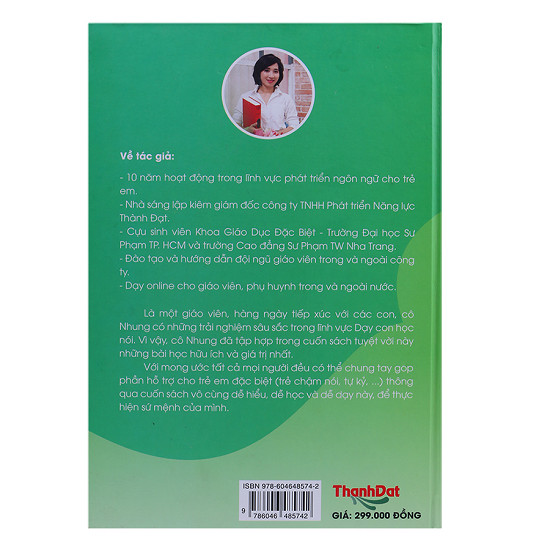 Về tác giả:
- 10 năm hoạt động trong lĩnh vực phát triển ngôn ngữ cho trẻ
em.
- Nhà sáng lập kiêm giám đốc công ty TNHH Phát triển Năng lực
Thành Đạt.
- Cựu sinh viên Khoa Giáo Dục Đặc Biệt - Trường Đại học Sư
Phạm TP. HCM và trường Cao đẳng Sư Phạm TW Nha Trang.
- Đào tạo và hướng dẫn đội ngũ giáo viên trong và ngoài công
ty.
- Dạy online cho giáo viên, phụ huynh trong và ngoài nước.
Là một giáo viên, hàng ngày tiếp xúc với các con, cô
Nhung có những trải nghiệm sâu sắc trong lĩnh vực Dạy con học
nói. Vì vậy, cô Nhung đã tập hợp trong cuốn sách tuyệt vời này
những bài học hữu ích và giá trị nhất.
Với mong ước tất cả mọi người đều có thể chung tay góp
phần hỗ trợ cho trẻ em đặc biệt (trẻ chậm nói, tự kỷ, ...) thông
qua cuốn sách vô cùng dễ hiểu, dễ học và dễ dạy này, để thực
hiện sứ mệnh của mình.
ISBN 978-604648574-2
9 786046 485742
ThanhDat
GIÁ: 299.000 ĐỒNG